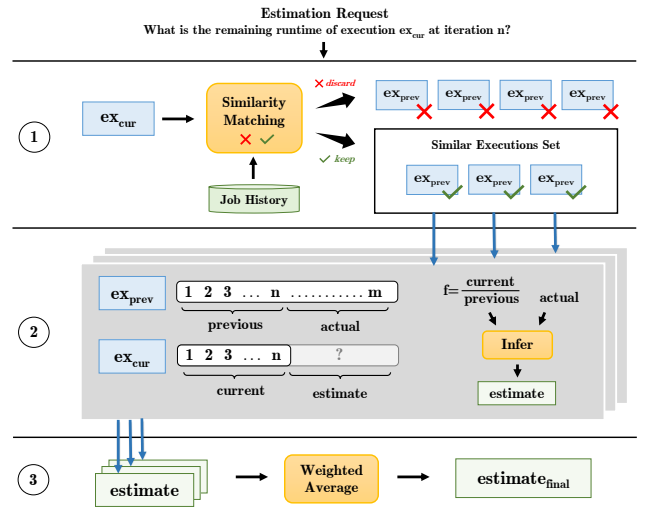 Estimation Request
What is the remaining runtime of execution ex_cur at iteration n?
1
ex_cur
Similarity
Matching
Job History
discard
keep
ex_prev ex_prev ex_prev ex_prev
Similar Executions Set
ex_prev ex_prev ex_prev
2
ex_prev
1 2 3 ... n ........... m
previous actual
ex_cur
1 2 3 ... n ?
current estimate
f= current
previous
actual
Infer
estimate
3
estimate
Weighted
Average
estimate_final